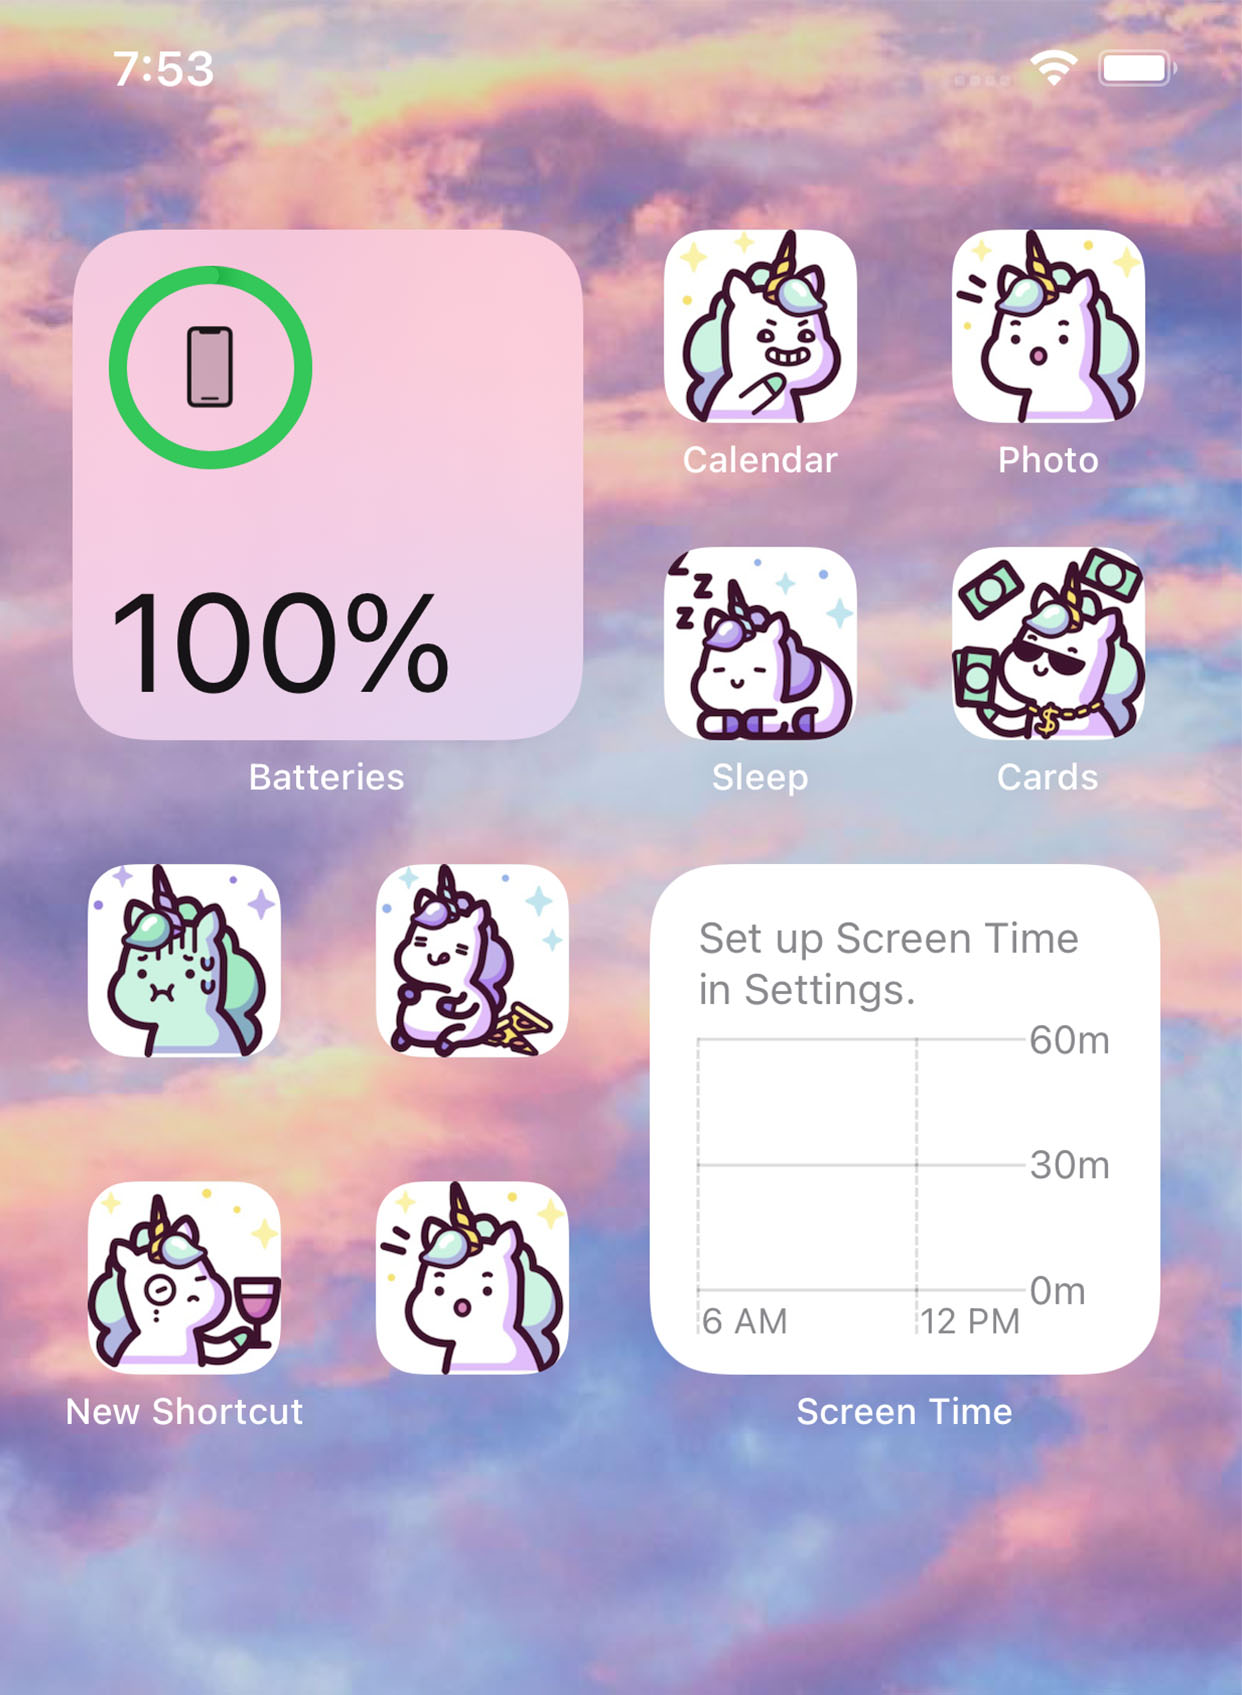 7:53
100%
Batteries
Calendar
Photo
z
z
z
Sleep
$
Cards
Set up Screen Time
in Settings.
60m
30m
0m
6 AM
12 PM
New Shortcut
Screen Time